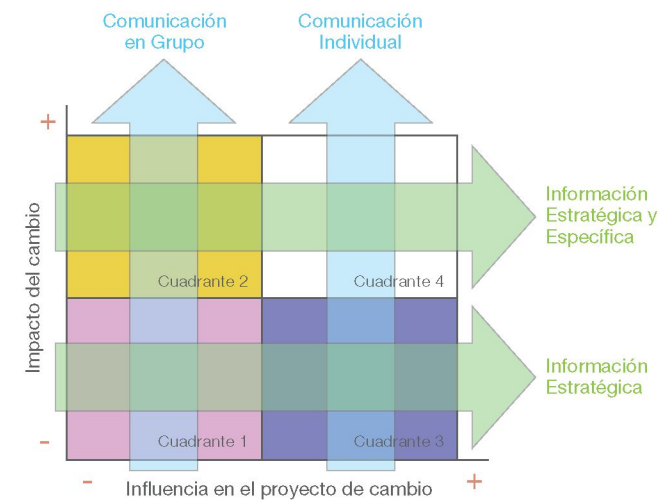 Comunicación
en Grupo
Comunicación
Individual
+
Impacto del cambio
-
Cuadrante 2
Cuadrante 4
Información
Estratégica y
Específica
Cuadrante 1
Cuadrante 3
Información
Estratégica
-
Influencia en el proyecto de cambio
+